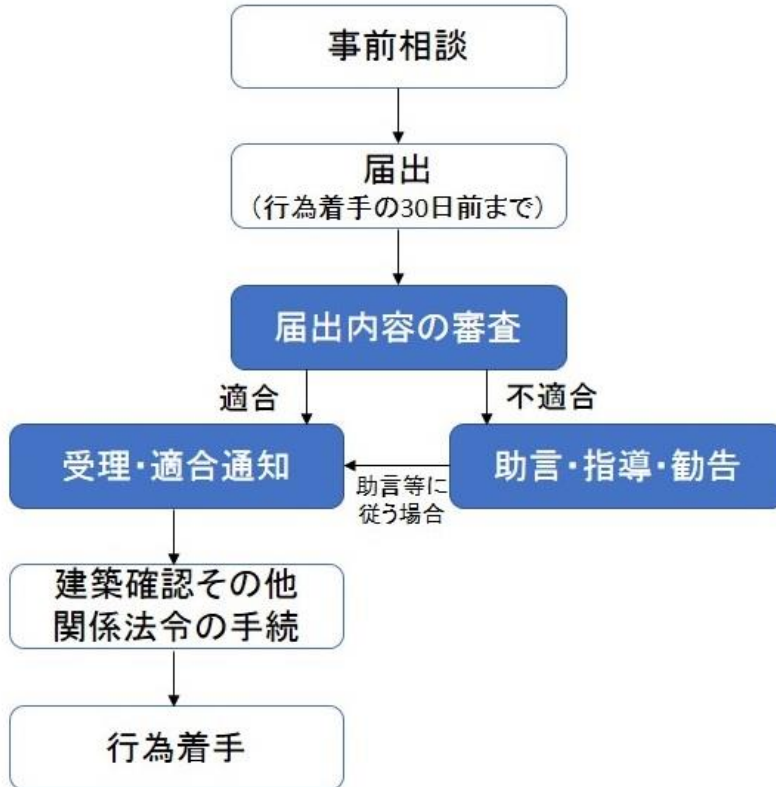 事前相談
届出
（行為着手の30日前まで）
届出内容の審査
適合
不適合
受理・適合通知
助言・指導・勧告
助言等に
従う場合
建築確認その他
関係法令の手続
行為着手